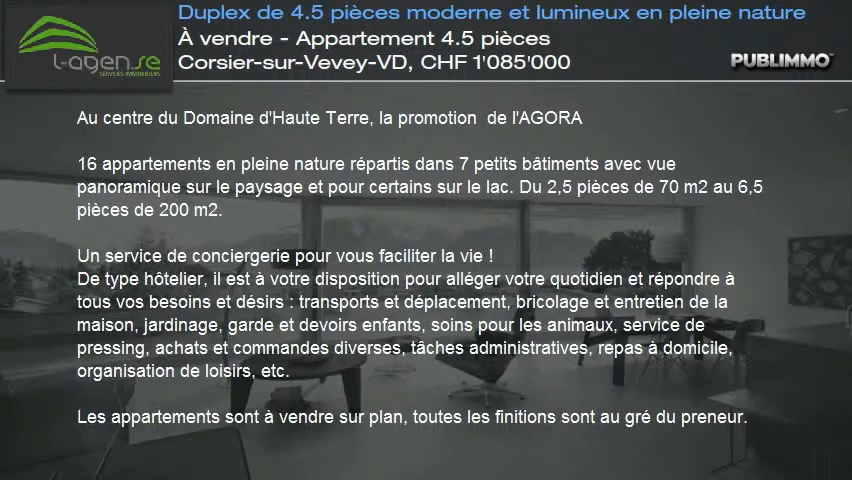 Duplex de 4.5 pièces moderne et lumineux en pleine nature
À vendre - Appartement 4.5 pièces
Corsier-sur-Vevey-VD, CHF 1'085'000
l-agen.se
SERVICES IMMOBILIERS
PUBLIMMO
Au centre du Domaine d'Haute Terre, la promotion de l'AGORA
16 appartements en pleine nature répartis dans 7 petits bâtiments avec vue
panoramique sur le paysage et pour certains sur le lac. Du 2,5 pièces de 70 m2 au 6,5
pièces de 200 m2.
Un service de conciergerie pour vous faciliter la vie !
De type hôtelier, il est à votre disposition pour alléger votre quotidien et répondre à
tous vos besoins et désirs : transports et déplacement, bricolage et entretien de la
maison, jardinage, garde et devoirs enfants, soins pour les animaux, service de
pressing, achats et commandes diverses, tâches administratives, repas à domicile,
organisation de loisirs, etc.
Les appartements sont à vendre sur plan, toutes les finitions sont au gré du preneur.